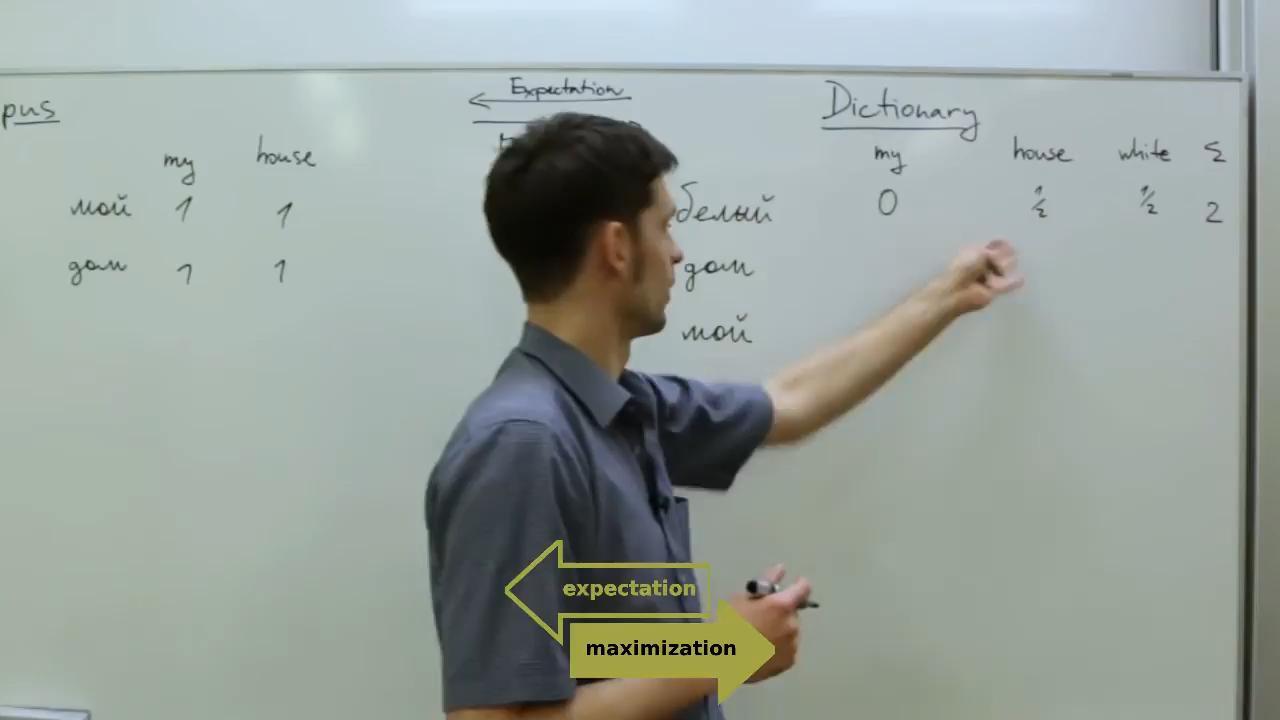 pus
my house
мой 1 1
дом 1 1
Expectation
Dictionary
my house white Σ
белый 0 1/2 1/2 2
дом
мой
expectation
maximization